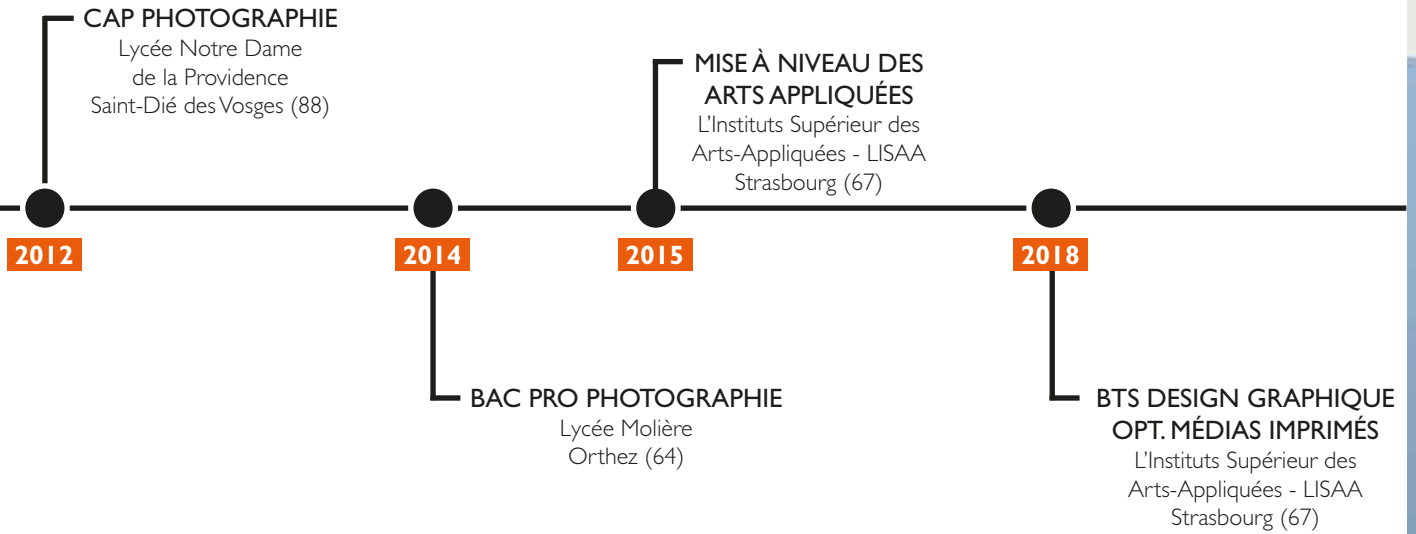 CAP PHOTOGRAPHIE
Lycée Notre Dame
de la Providence
Saint-Dié des Vosges (88)
2012
BAC PRO PHOTOGRAPHIE
Lycée Molière
Orthez (64)
2014
MISE À NIVEAU DES
ARTS APPLIQUÉES
L'Instituts Supérieur des
Arts-Appliquées - LISAA
Strasbourg (67)
2015
2018
BTS DESIGN GRAPHIQUE
OPT. MÉDIAS IMPRIMÉS
L'Instituts Supérieur des
Arts-Appliquées - LISAA
Strasbourg (67)